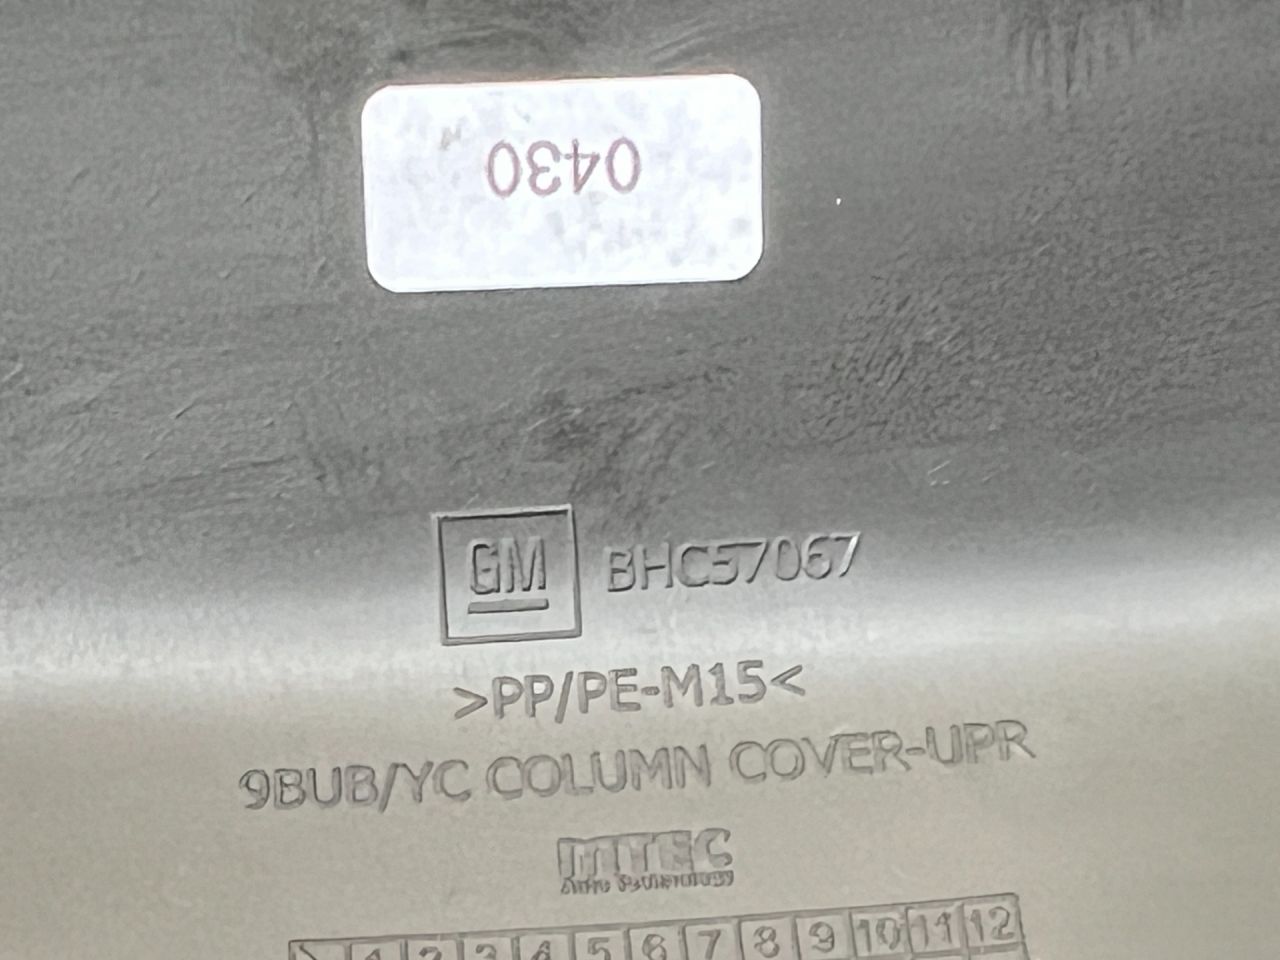 0430
GM BHC57067
>PP/PE-M15<
9BUB/YC COLUMN COVER-UPR
MTEC
1 2 3 4 5 6 7 8 9 10 11 12